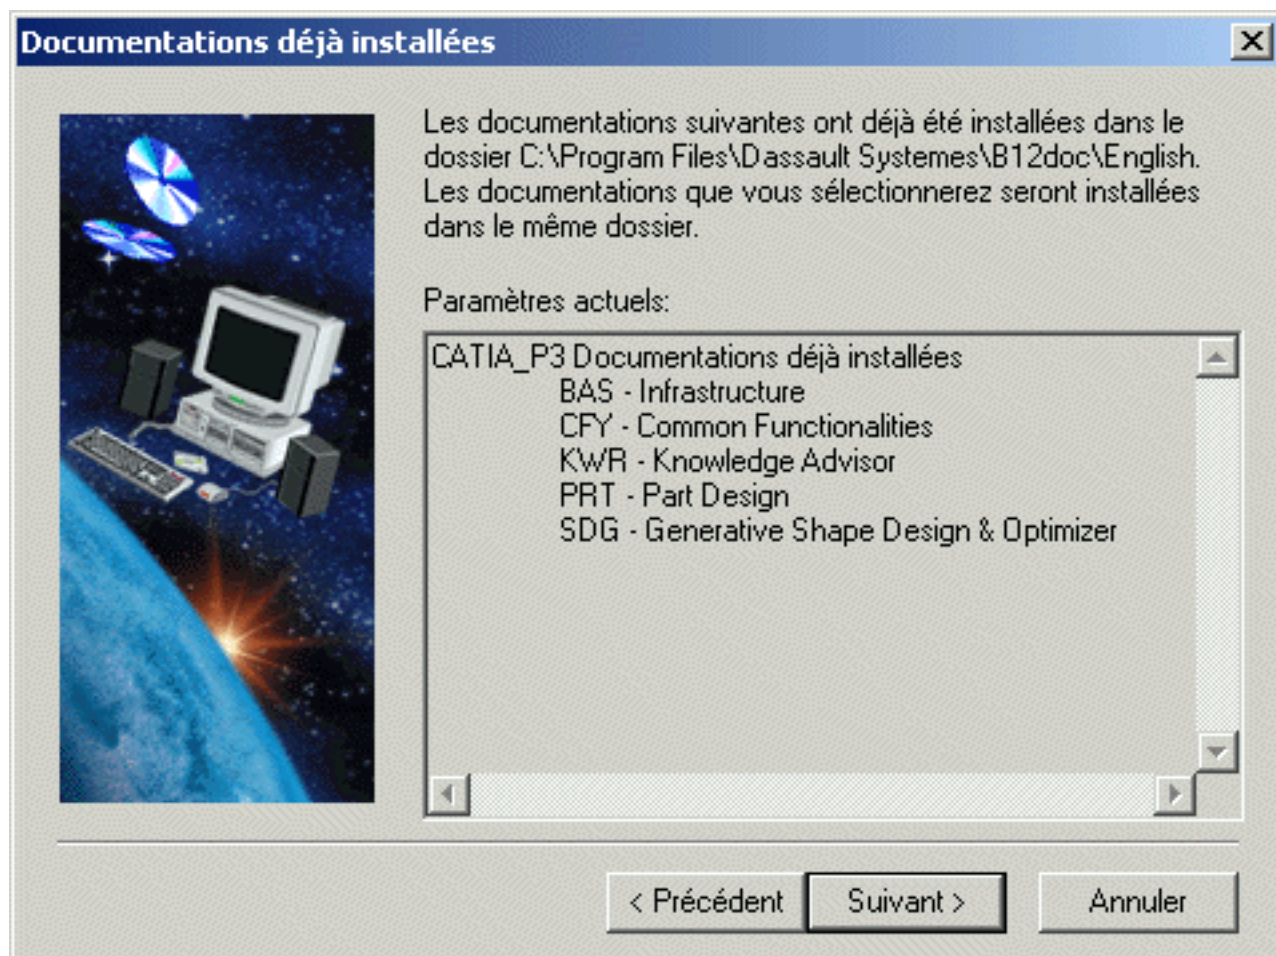 Documentations déjà installées
Les documentations suivantes ont déjà été installées dans le
dossier C:\Program Files\Dassault Systemes\B12doc\English.
Les documentations que vous sélectionnerez seront installées
dans le même dossier.
Paramètres actuels:
CATIA_P3 Documentations déjà installées
BAS - Infrastructure
CFY - Common Functionalities
KWR - Knowledge Advisor
PRT - Part Design
SDG - Generative Shape Design & Optimizer
< Précédent
Suivant >
Annuler